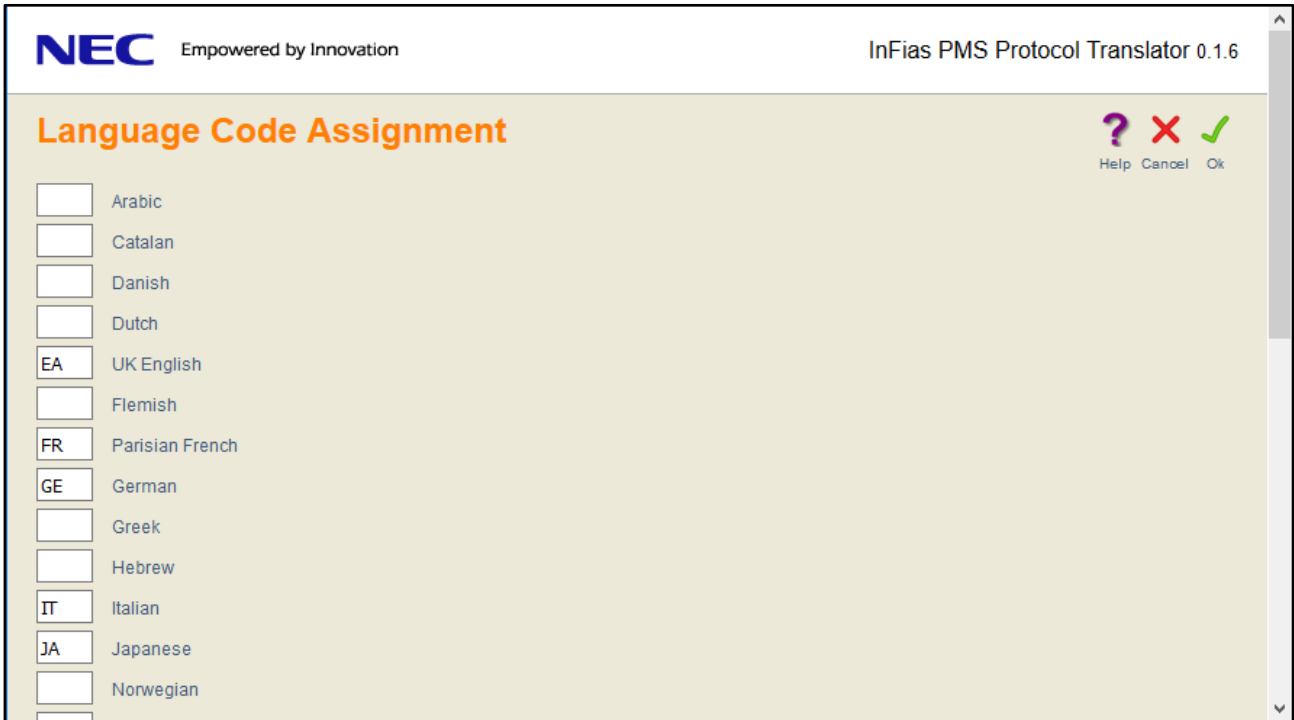 NEC Empowered by Innovation InFias PMS Protocol Translator 0.1.6
Language Code Assignment
? Help Cancel Ok
Arabic
Catalan
Danish
Dutch
EA UK English
Flemish
FR Parisian French
GE German
Greek
Hebrew
IT Italian
JA Japanese
Norwegian